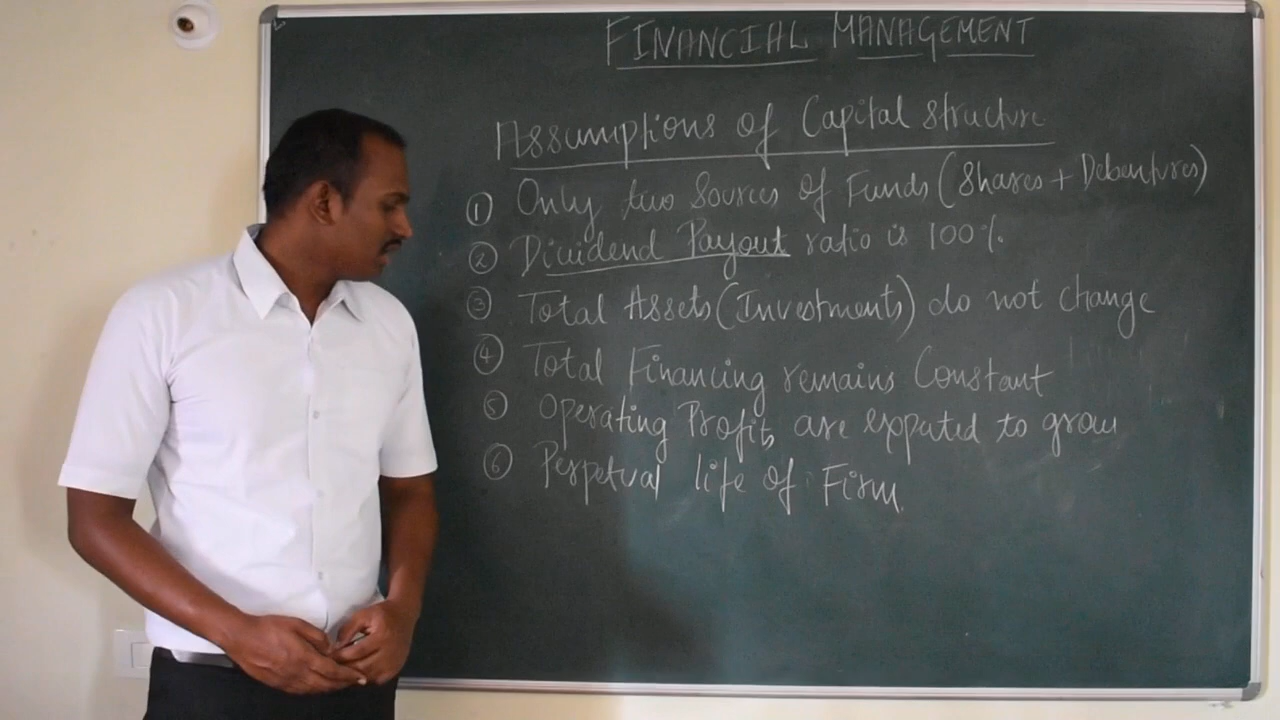 FINANCIAL MANAGEMENT
Assumptions of Capital structure
① Only two Sources of Funds (Shares + Debentures)
② Dividend Payout ratio is 100%
③ Total Assets (Investments) do not change
④ Total Financing remains Constant
⑤ Operating Profits are expected to grow
⑥ Perpetual life of Firm.